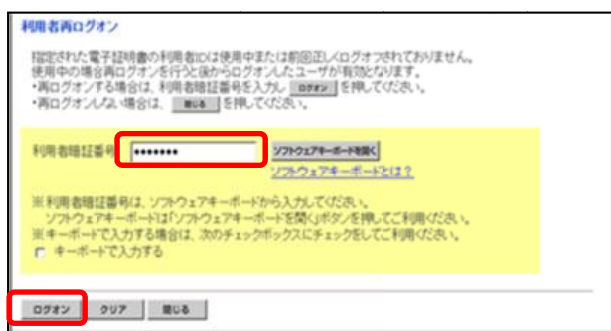 利用者再ログオン
指定された電子証明書の利用者IDは使用中または前回正しくログオフされておりません。
使用中の場合再ログオンを行うと後からログオンしたユーザが有効となります。
・再ログオンする場合は、利用者暗証番号を入力し ログオン を押してください。
・再ログオンしない場合は、 閉じる を押してください。
利用者暗証番号 ●●●●●●● ソフトウェアキーボードを開く
ソフトウェアキーボードとは？
※利用者暗証番号は、ソフトウェアキーボードから入力してください。
ソフトウェアキーボードは「ソフトウェアキーボードを開く」ボタンを押してご利用ください。
※キーボードで入力する場合は、次のチェックボックスにチェックをしてご利用ください。
キーボードで入力する
ログオン クリア 閉じる